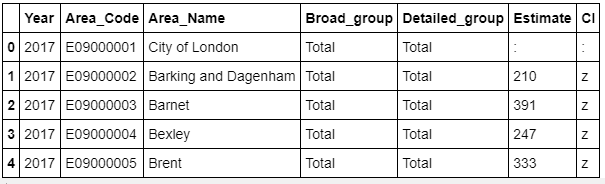 Year Area_Code Area_Name Broad_group Detailed_group Estimate CI
0 2017 E09000001 City of London Total Total : :
1 2017 E09000002 Barking and Dagenham Total Total 210 z
2 2017 E09000003 Barnet Total Total 391 z
3 2017 E09000004 Bexley Total Total 247 z
4 2017 E09000005 Brent Total Total 333 z